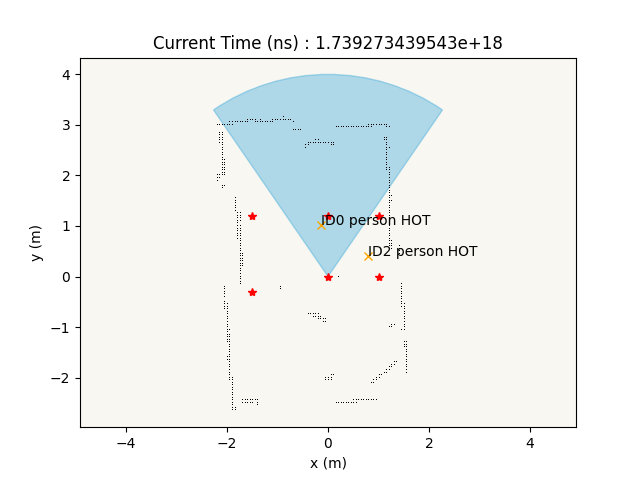 Current Time (ns) : 1.739273439543e+18
4
3
2
1
0
−1
−2
−4
−2
0
2
4
y (m)
x (m)
ID0 person HOT
ID2 person HOT